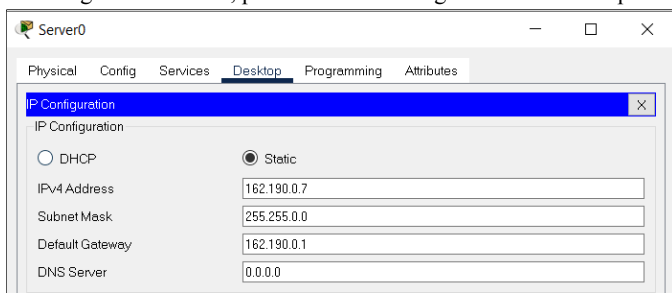 Server0
Physical Config Services Desktop Programming Attributes
IP Configuration X
IP Configuration
DHCP Static
IPv4 Address 162.190.0.7
Subnet Mask 255.255.0.0
Default Gateway 162.190.0.1
DNS Server 0.0.0.0